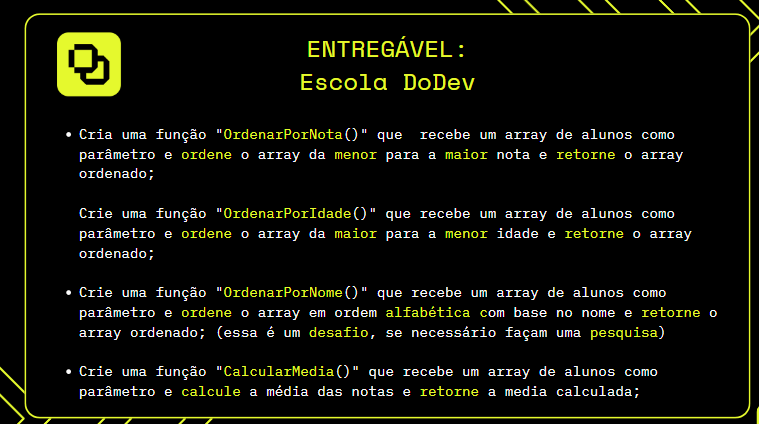 ENTREGÁVEL:
Escola DoDev
• Cria uma função "OrdenarPorNota()" que  recebe um array de alunos como
parâmetro e ordene o array da menor para a maior nota e retorne o array
ordenado;
Crie uma função "OrdenarPorIdade()" que recebe um array de alunos como
parâmetro e ordene o array da maior para a menor idade e retorne o array
ordenado;
• Crie uma função "OrdenarPorNome()" que recebe um array de alunos como
parâmetro e ordene o array em ordem alfabética com base no nome e retorne o
array ordenado; (essa é um desafio, se necessário façam uma pesquisa)
• Crie uma função "CalcularMedia()" que recebe um array de alunos como
parâmetro e calcule a média das notas e retorne a media calculada;